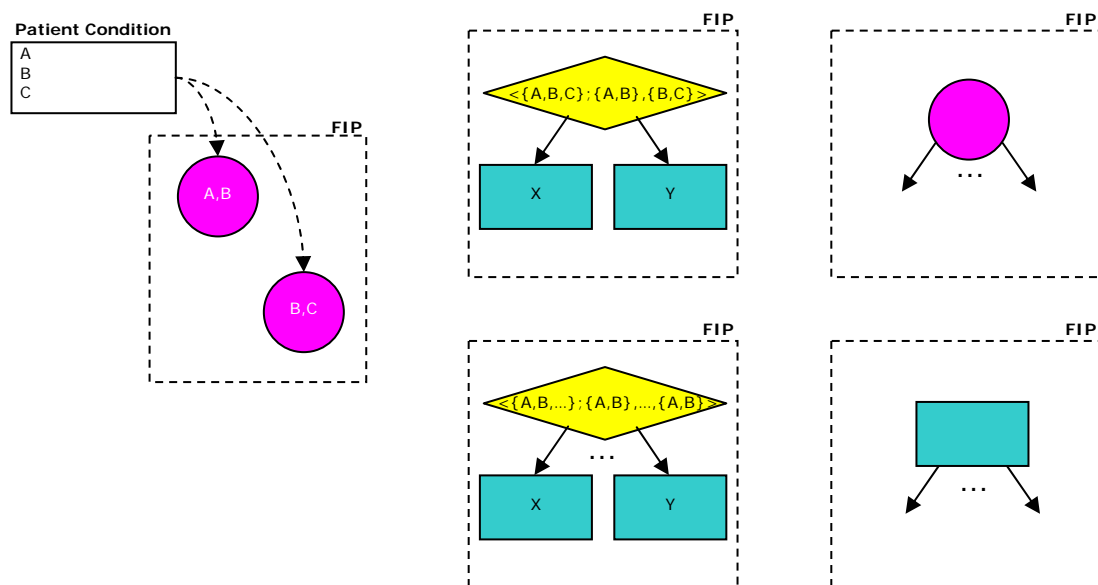 Patient Condition
A
B
C
FIP
A,B
B,C
FIP
<{A,B,C};{A,B},{B,C}>
X
Y
FIP
...
FIP
<{A,B,...};{A,B},...,{A,B}>
...
X
Y
FIP
...